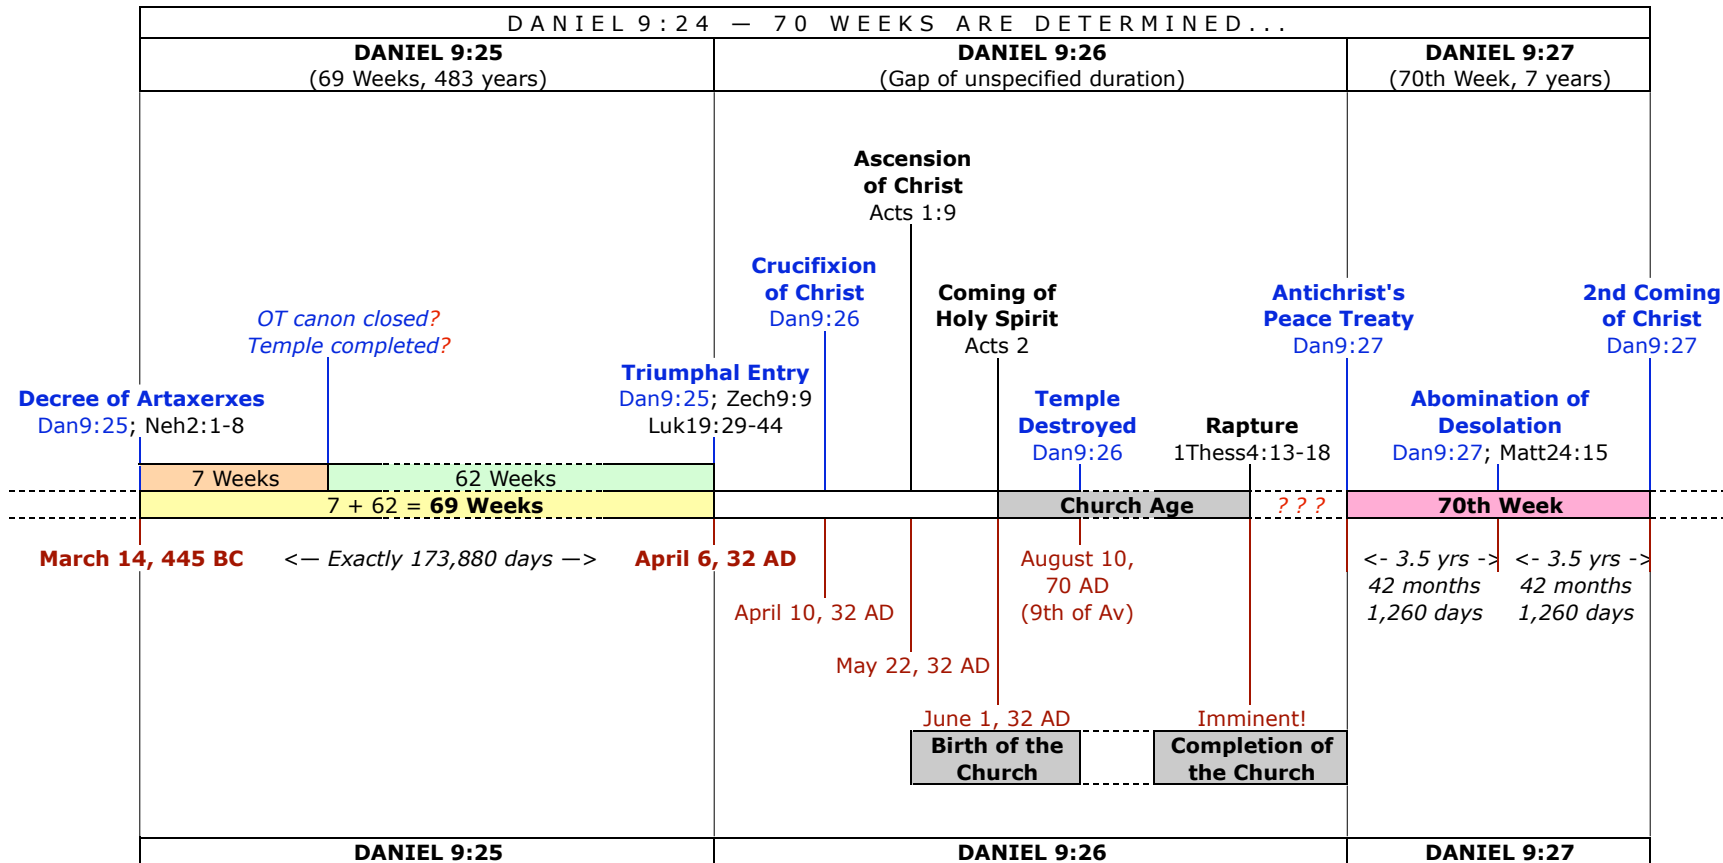 DANIEL 9:24 — 70 WEEKS ARE DETERMINED...
DANIEL 9:25
(69 Weeks, 483 years)
DANIEL 9:26
(Gap of unspecified duration)
DANIEL 9:27
(70th Week, 7 years)
Ascension
of Christ
Acts 1:9
Crucifixion
of Christ
Dan9:26
Coming of
Holy Spirit
Acts 2
Antichrist's
Peace Treaty
Dan9:27
2nd Coming
of Christ
Dan9:27
OT canon closed?
Temple completed?
Triumphal Entry
Dan9:25; Zech9:9
Luk19:29-44
Decree of Artaxerxes
Dan9:25; Neh2:1-8
Temple
Destroyed
Dan9:26
Rapture
1Thess4:13-18
Abomination of
Desolation
Dan9:27; Matt24:15
7 Weeks
62 Weeks
7 + 62 = 69 Weeks
Church Age
? ? ?
70th Week
March 14, 445 BC
<— Exactly 173,880 days —>
April 6, 32 AD
April 10, 32 AD
May 22, 32 AD
June 1, 32 AD
August 10,
70 AD
(9th of Av)
Imminent!
<- 3.5 yrs ->
42 months
1,260 days
<- 3.5 yrs ->
42 months
1,260 days
Birth of the
Church
Completion of
the Church
DANIEL 9:25
DANIEL 9:26
DANIEL 9:27